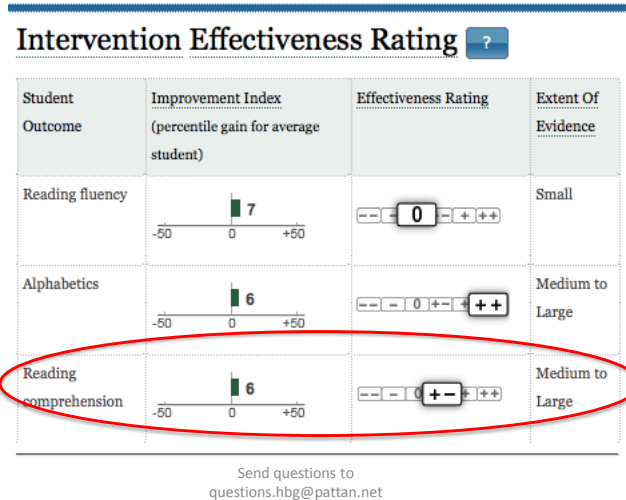 Intervention Effectiveness Rating ?
Student Outcome
Improvement Index (percentile gain for average student)
Effectiveness Rating
Extent Of Evidence
Reading fluency
7
-50 0 +50
-- - 0 - + ++
Small
Alphabetics
6
-50 0 +50
-- - 0 +- + ++
Medium to Large
Reading comprehension
6
-50 0 +50
-- - 0 +- + ++
Medium to Large
Send questions to
questions.hbg@pattan.net